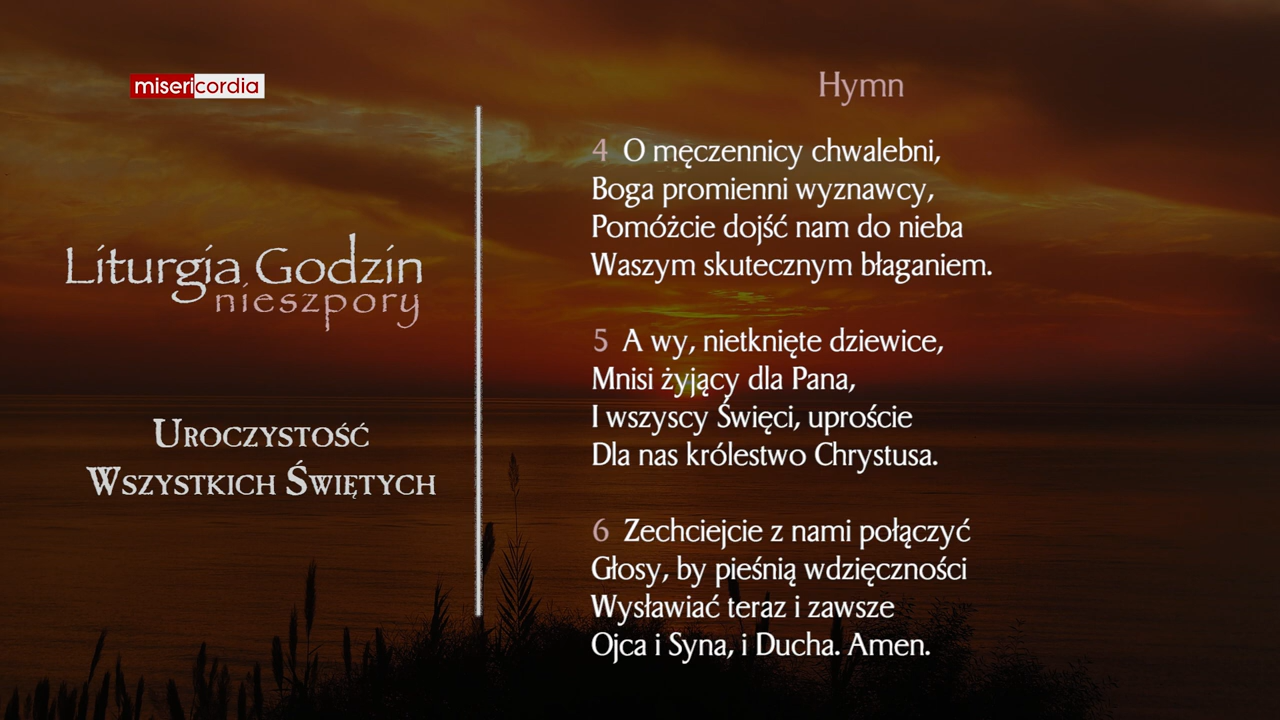 misericordia
Liturgia Godzin
nieszpory
Uroczystość
Wszystkich Świętych
Hymn
4 O męczennicy chwalebni,
Boga promienni wyznawcy,
Pomóżcie dojść nam do nieba
Waszym skutecznym błaganiem.
5 A wy, nietknięte dziewice,
Mnisi żyjący dla Pana,
I wszyscy Święci, uproście
Dla nas królestwo Chrystusa.
6 Zechciejcie z nami połączyć
Głosy, by pieśnią wdzięczności
Wysławiać teraz i zawsze
Ojca i Syna, i Ducha. Amen.